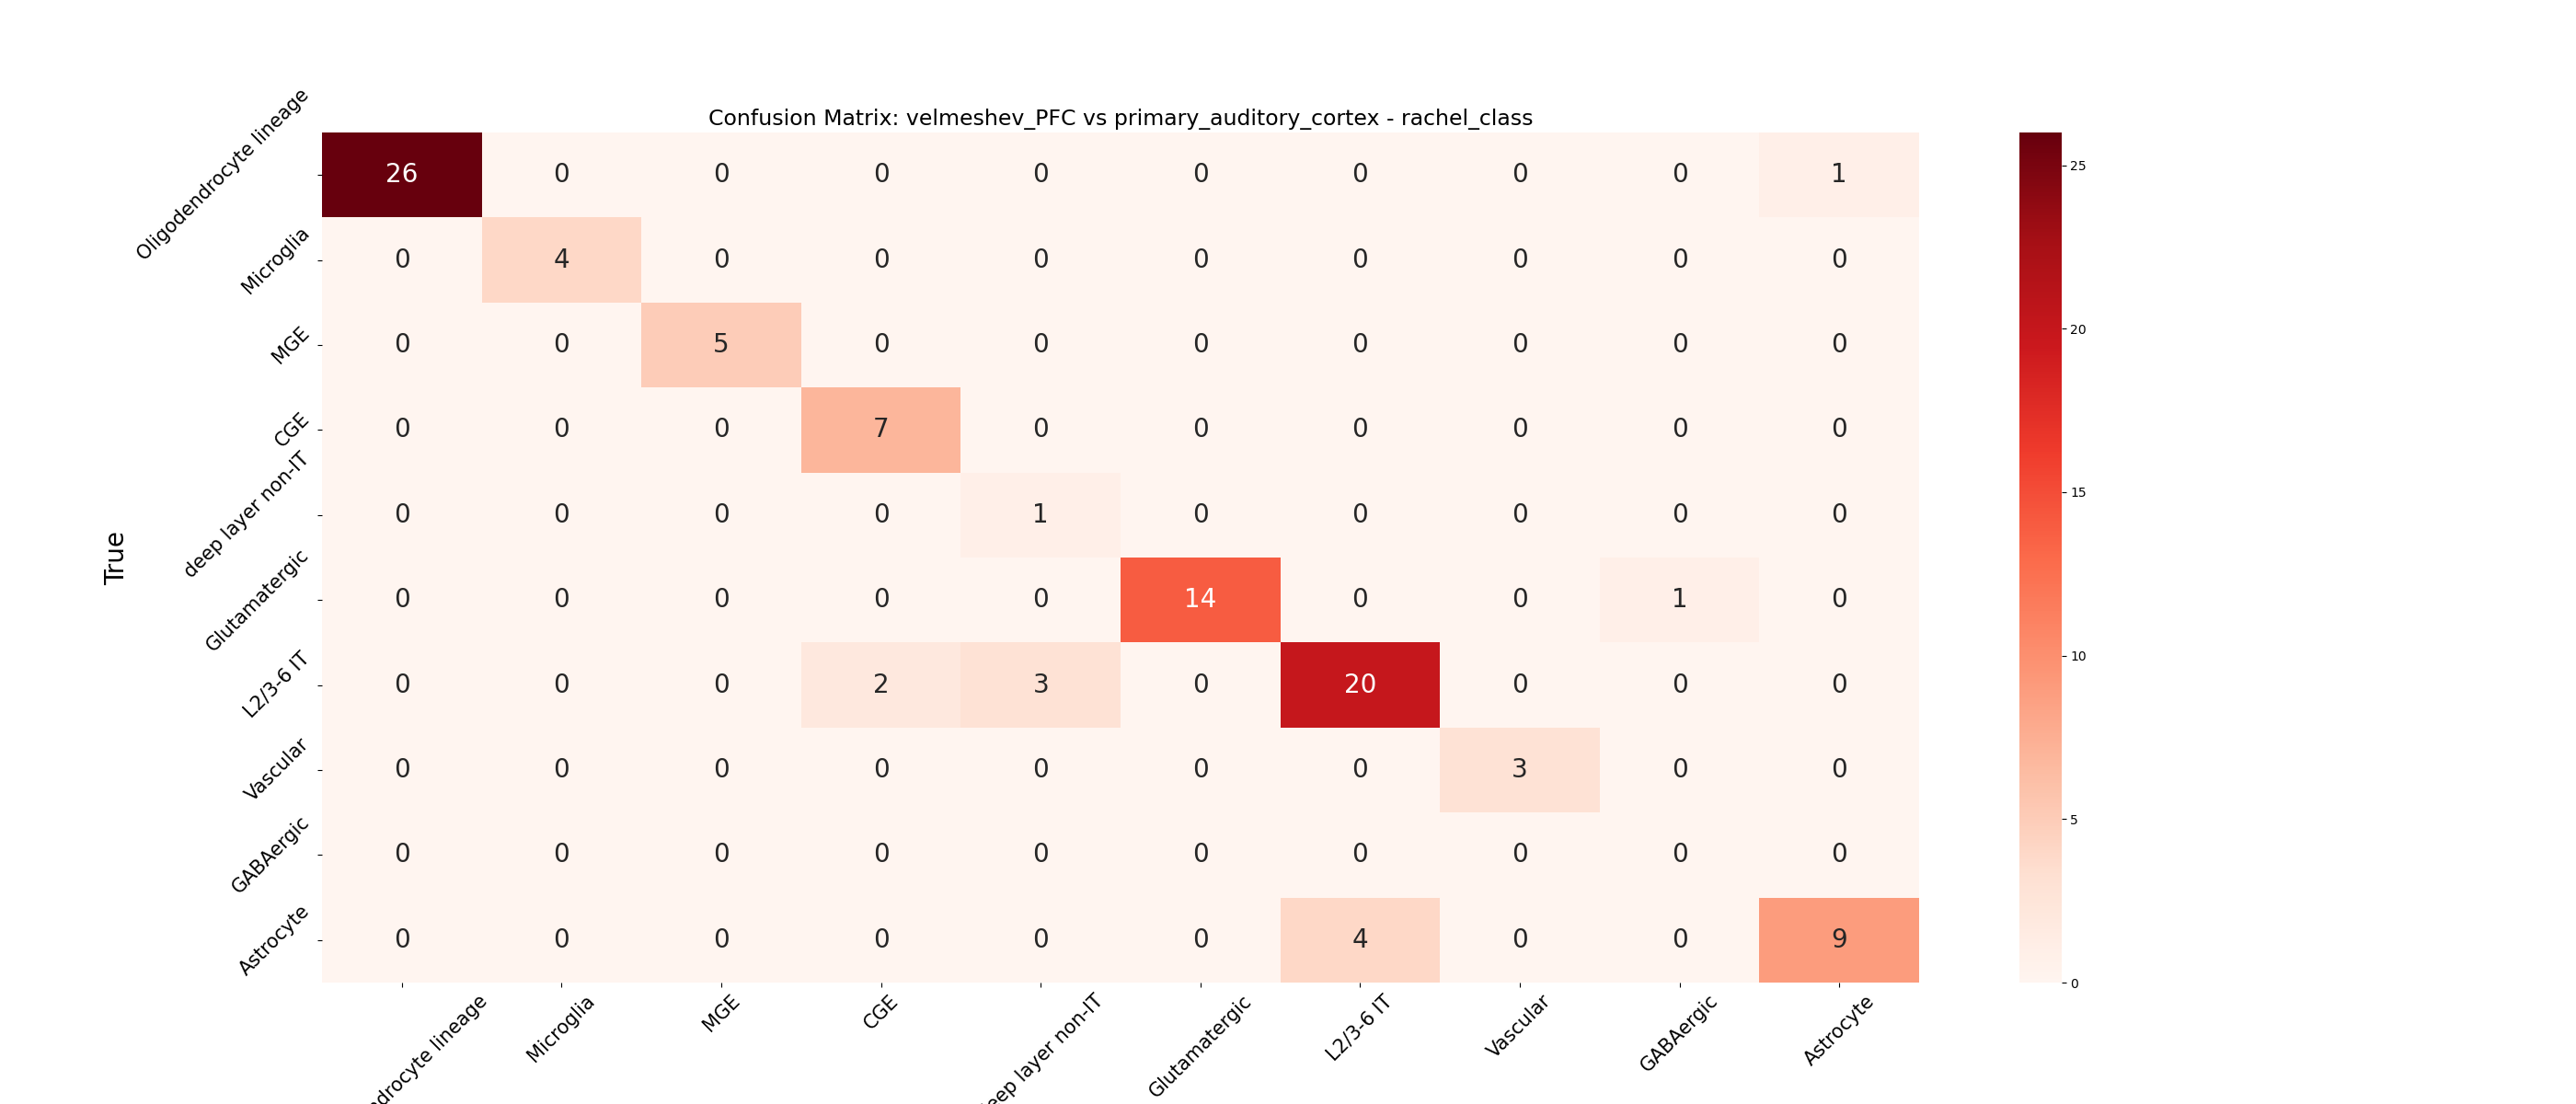 Confusion Matrix: velmeshev_PFC vs primary_auditory_cortex - rachel_class
True
Oligodendrocyte lineage 26 0 0 0 0 0 0 0 0 1
Microglia 0 4 0 0 0 0 0 0 0 0
MGE 0 0 5 0 0 0 0 0 0 0
CGE 0 0 0 7 0 0 0 0 0 0
deep layer non-IT 0 0 0 0 1 0 0 0 0 0
Glutamatergic 0 0 0 0 0 14 0 0 1 0
L2/3-6 IT 0 0 0 2 3 0 20 0 0 0
Vascular 0 0 0 0 0 0 0 3 0 0
GABAergic 0 0 0 0 0 0 0 0 0 0
Astrocyte 0 0 0 0 0 0 4 0 0 9
lineage Microglia MGE CGE layer non-IT Glutamatergic L2/3-6 IT Vascular GABAergic Astrocyte
25
20
15
10
5
0